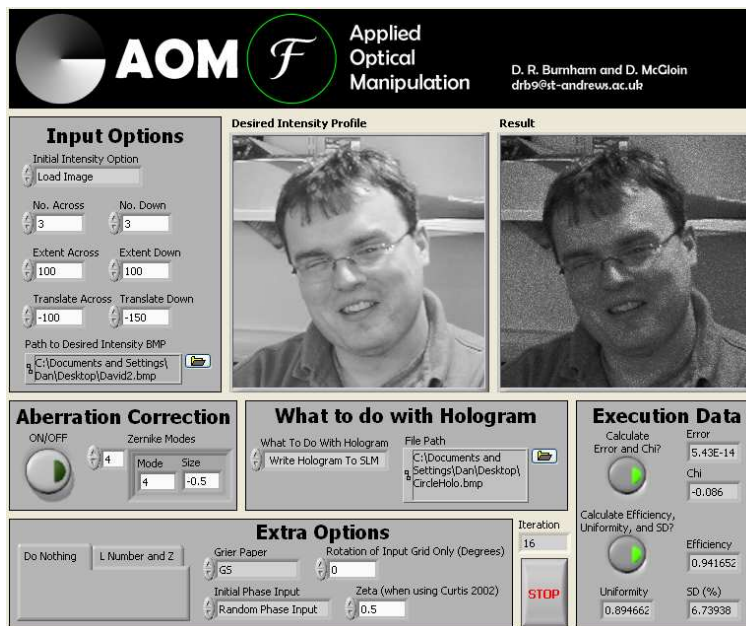 AOM F
Applied
Optical
Manipulation
D. R. Burnham and D. McGloin
drb9@st-andrews.ac.uk
Input Options
Initial Intensity Option
Load Image
No. Across No. Down
3 3
Extent Across Extent Down
100 100
Translate Across Translate Down
-100 -150
Path to Desired Intensity BMP
C:\Documents and Settings\
Dan\Desktop\David2.bmp
Desired Intensity Profile
Result
Aberration Correction
ON/OFF
Zernike Modes
4
Mode Size
4 -0.5
What to do with Hologram
What To Do With Hologram
Write Hologram To SLM
File Path
C:\Documents and
Settings\Dan\Desktop\
CircleHolo.bmp
Execution Data
Calculate
Error and Chi?
Error
5.43E-14
Chi
-0.086
Calculate Efficiency,
Uniformity, and SD?
Efficiency
0.941652
Uniformity SD (%)
0.894662 6.73938
Extra Options
Do Nothing L Number and Z
Grier Paper
GS
Rotation of Input Grid Only (Degrees)
0
Initial Phase Input
Random Phase Input
Zeta (when using Curtis 2002)
0.5
Iteration
16
STOP